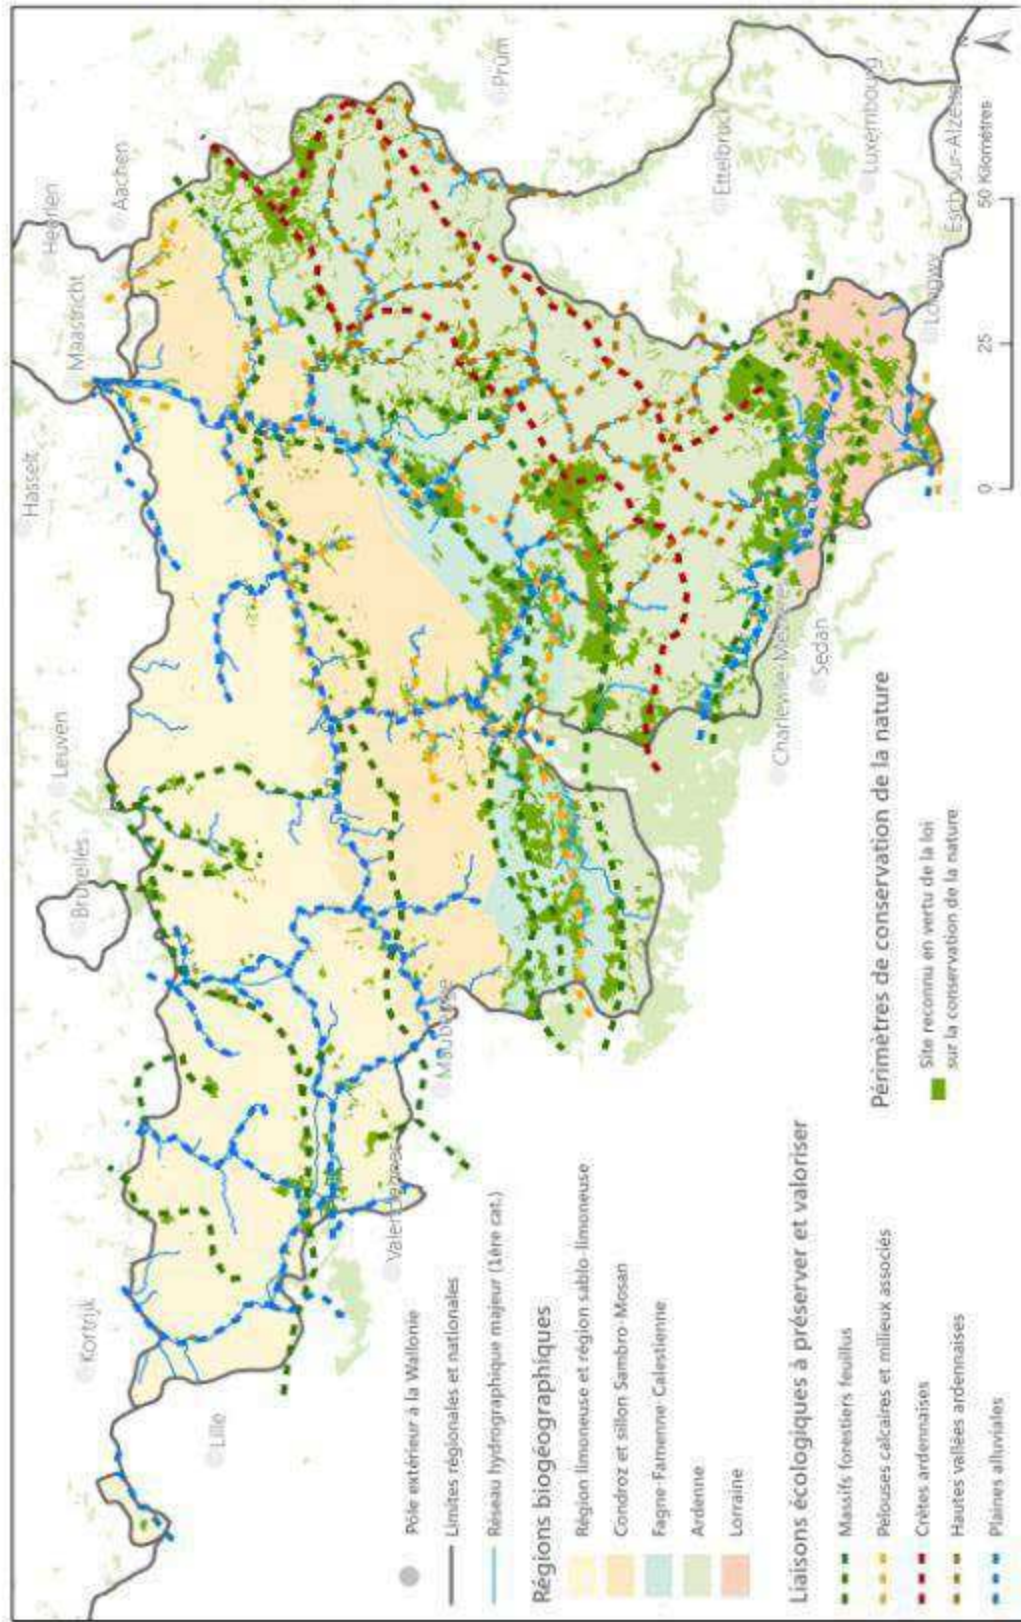 Kortrijk
Lille
Bruxelles
Leuven
Hasselt
Maastricht
Heerlen
Aachen
Prüm
Valenciennes
Maubeuge
Charleville-Mézières
Sedan
Ettelbruck
Luxembourg
Esch-sur-Alzette
Longwy
N
0 25 50 Kilomètres
Pôle extérieur à la Wallonie
Limites régionales et nationales
Réseau hydrographique majeur (1ère cat.)
Régions biogéographiques
Région limoneuse et région sablo-limoneuse
Condroz et sillon Sambro-Mosan
Fagne-Famenne-Calestienne
Ardenne
Lorraine
Liaisons écologiques à préserver et valoriser
Massifs forestiers feuillus
Pelouses calcaires et milieux associés
Crêtes ardennaises
Hautes vallées ardennaises
Plaines alluviales
Périmètres de conservation de la nature
Site reconnu en vertu de la loi
sur la conservation de la nature